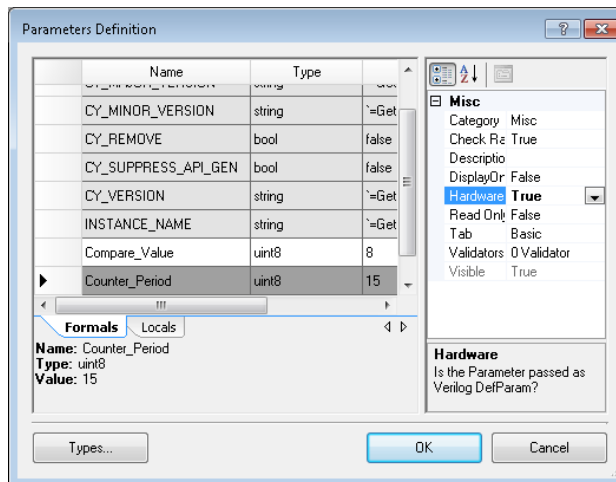 Parameters Definition
Name Type
CY_MINOR_VERSION string `=Get
CY_REMOVE bool false
CY_SUPPRESS_API_GEN bool false
CY_VERSION string `=Get
INSTANCE_NAME string `=Get
Compare_Value uint8 8
Counter_Period uint8 15
Formals Locals
Name: Counter_Period
Type: uint8
Value: 15
Misc
Category Misc
Check Ra True
Descriptio
DisplayOr False
Hardware True
Read Only False
Tab Basic
Validators 0 Validator
Visible True
Hardware
Is the Parameter passed as
Verilog DefParam?
Types... OK Cancel